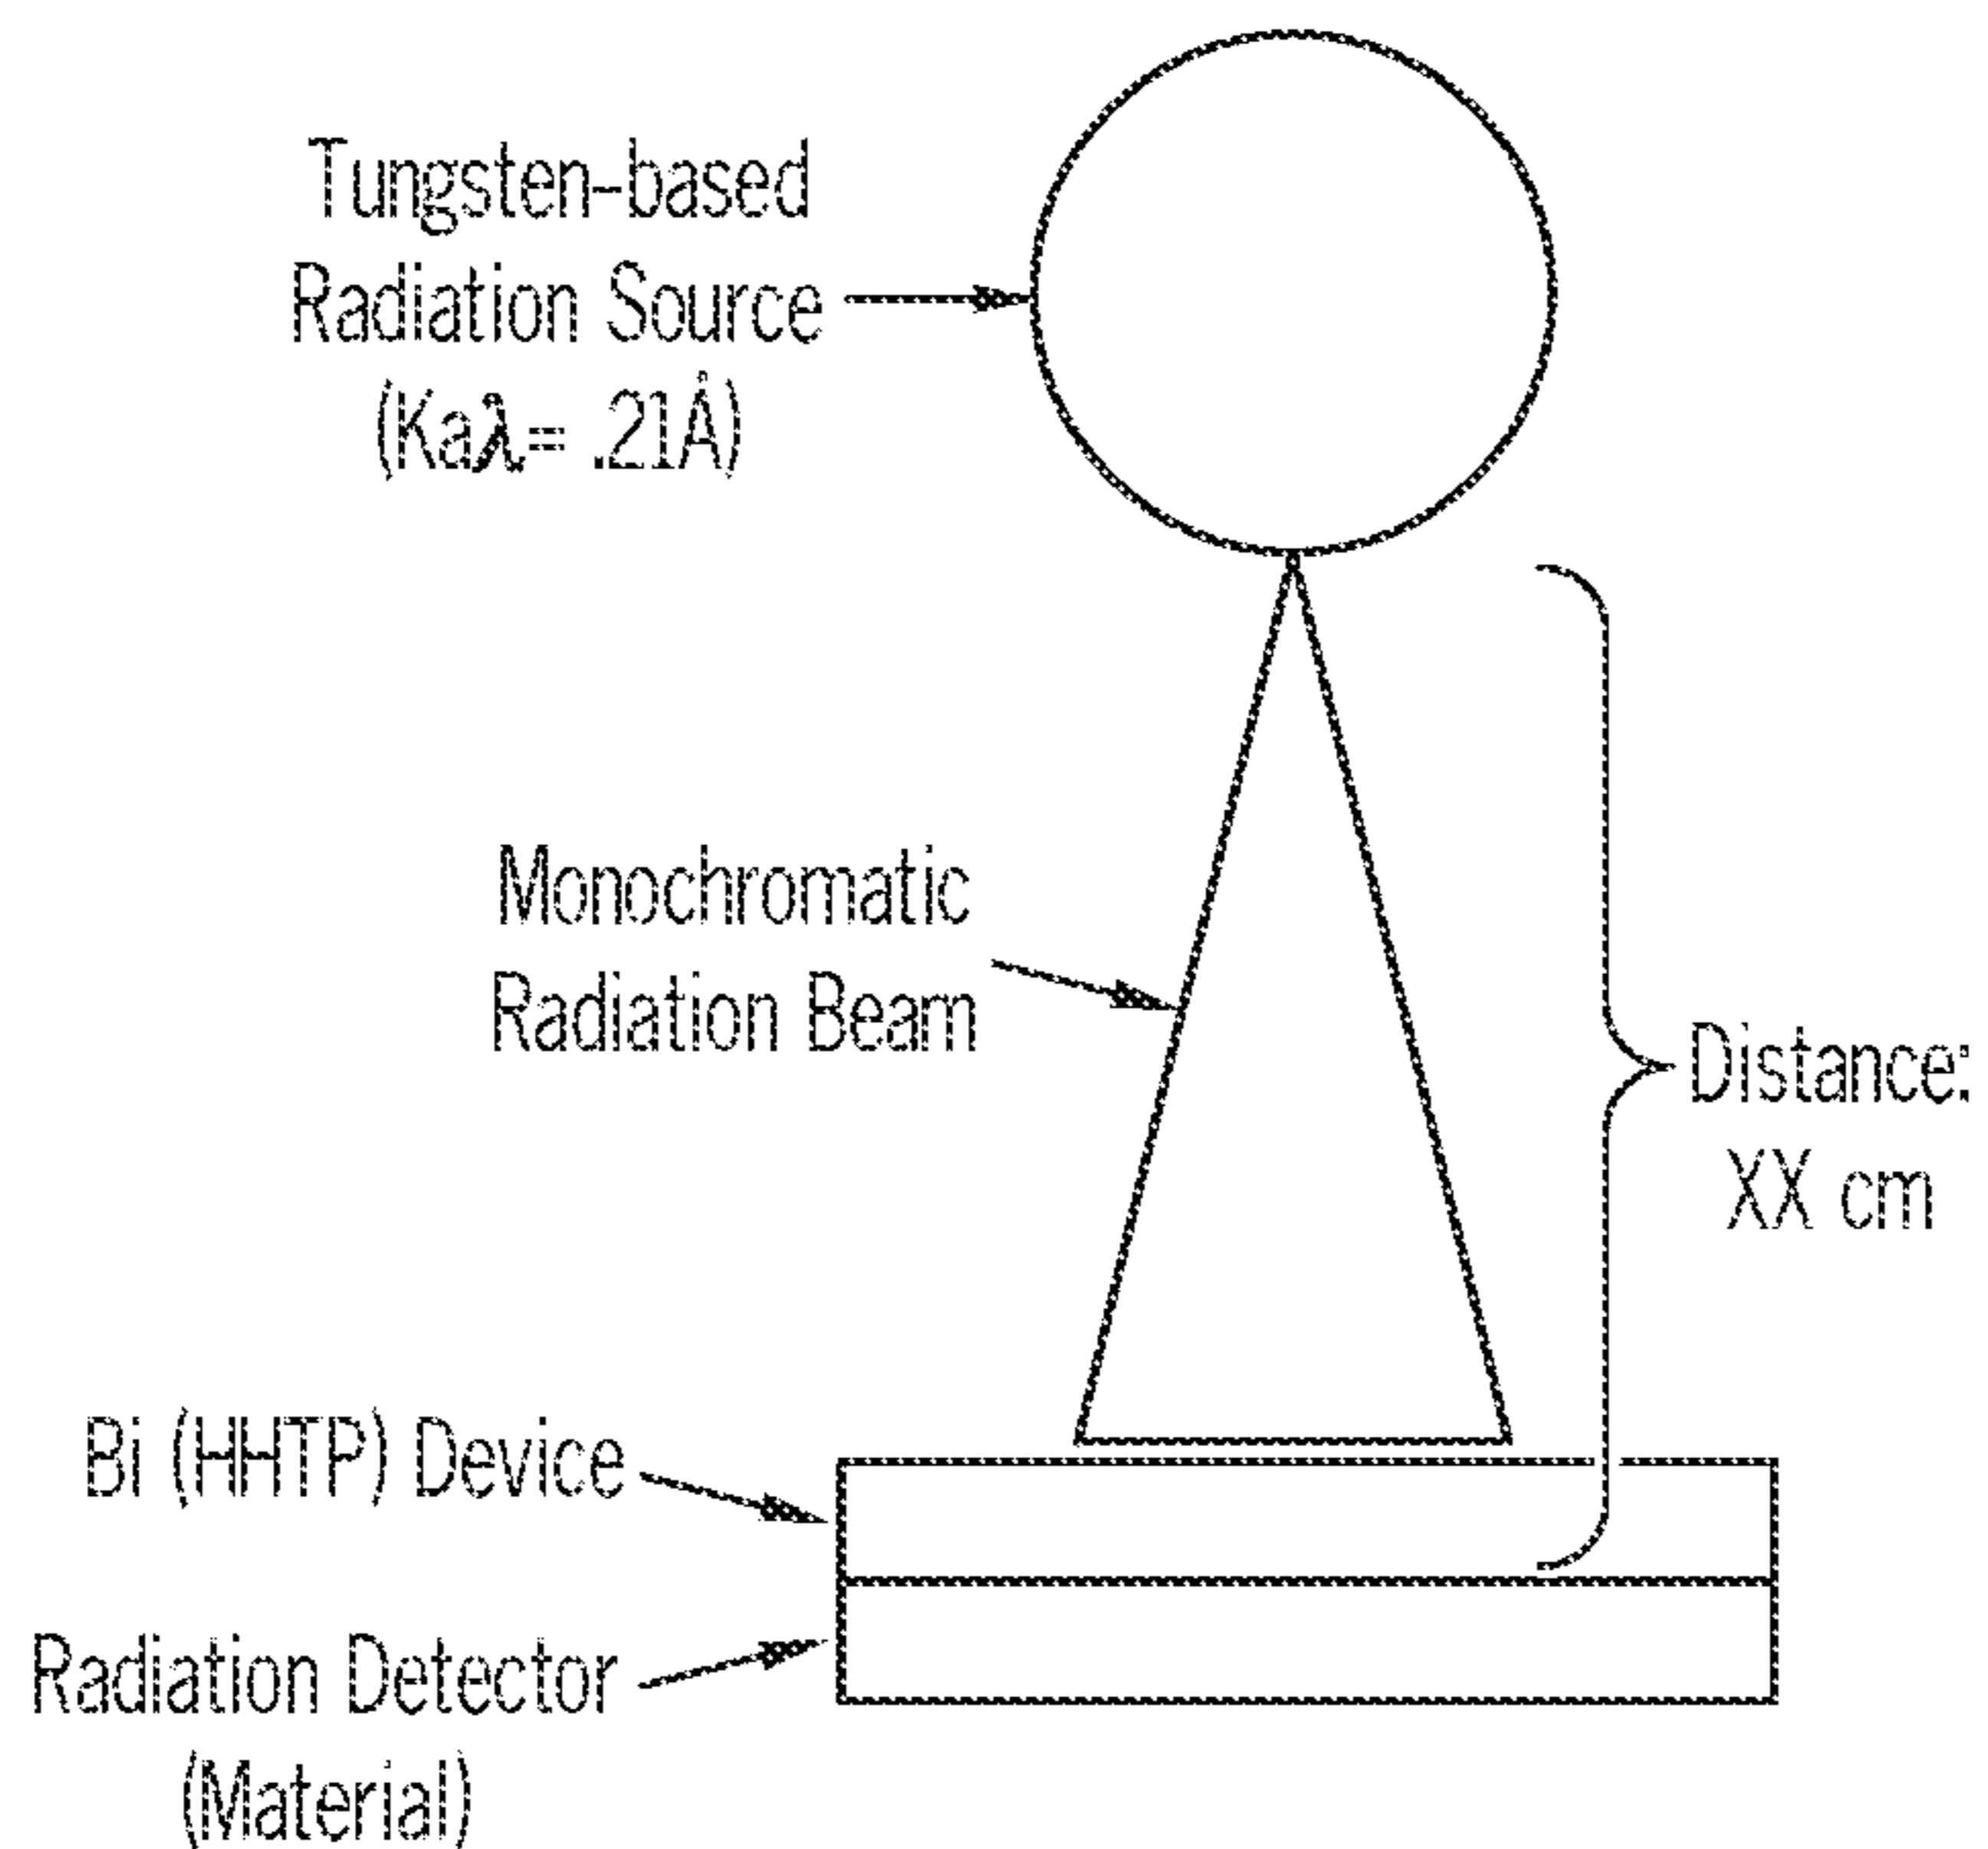 Tungsten-based
Radiation Source
(Kaλ= .21Å)
Monochromatic
Radiation Beam
Distance:
XX cm
Bi (HHTP) Device
Radiation Detector
(Material)